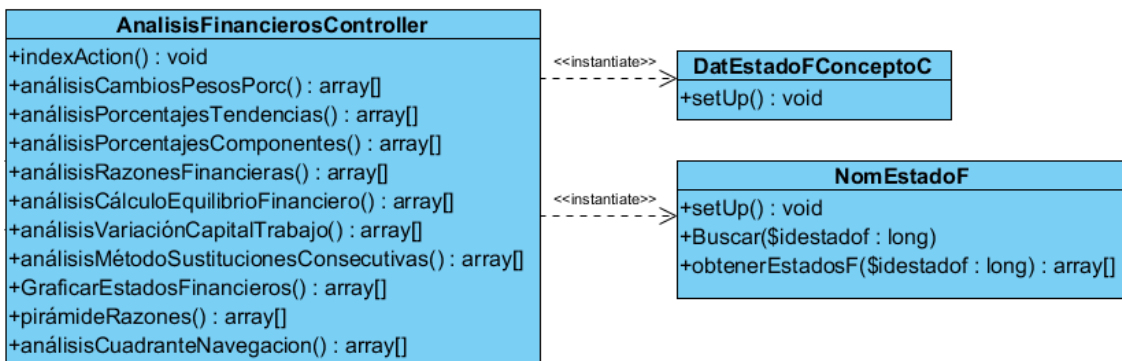 AnalisisFinancierosController
+indexAction() : void
+análisisCambiosPesosPorc() : array[]
+análisisPorcentajesTendencias() : array[]
+análisisPorcentajesComponentes() : array[]
+análisisRazonesFinancieras() : array[]
+análisisCálculoEquilibrioFinanciero() : array[]
+análisisVariaciónCapitalTrabajo() : array[]
+análisisMétodoSustitucionesConsecutivas() : array[]
+GraficarEstadosFinancieros() : array[]
+pirámideRazones() : array[]
+análisisCuadranteNavegacion() : array[]
<<instantiate>>
DatEstadoFConceptoC
+setUp() : void
<<instantiate>>
NomEstadoF
+setUp() : void
+Buscar($idestadof : long)
+obtenerEstadosF($idestadof : long) : array[]